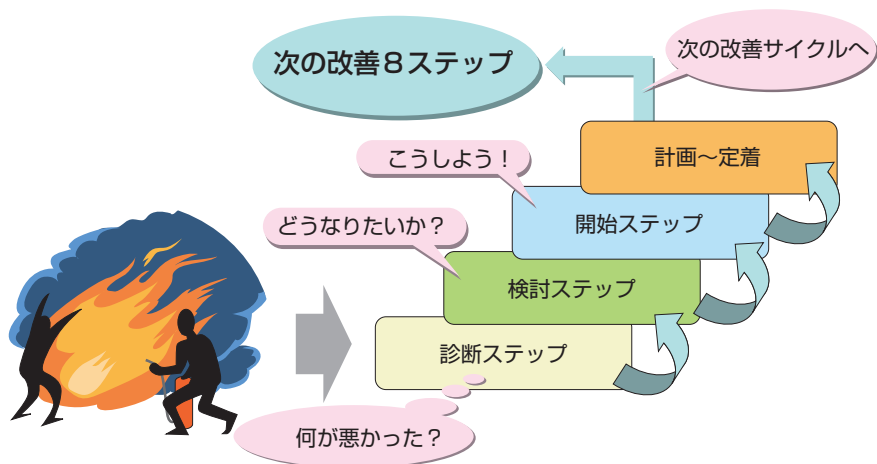 次の改善8ステップ
次の改善サイクルへ
計画～定着
こうしよう！
開始ステップ
どうなりたいか？
検討ステップ
診断ステップ
何が悪かった？